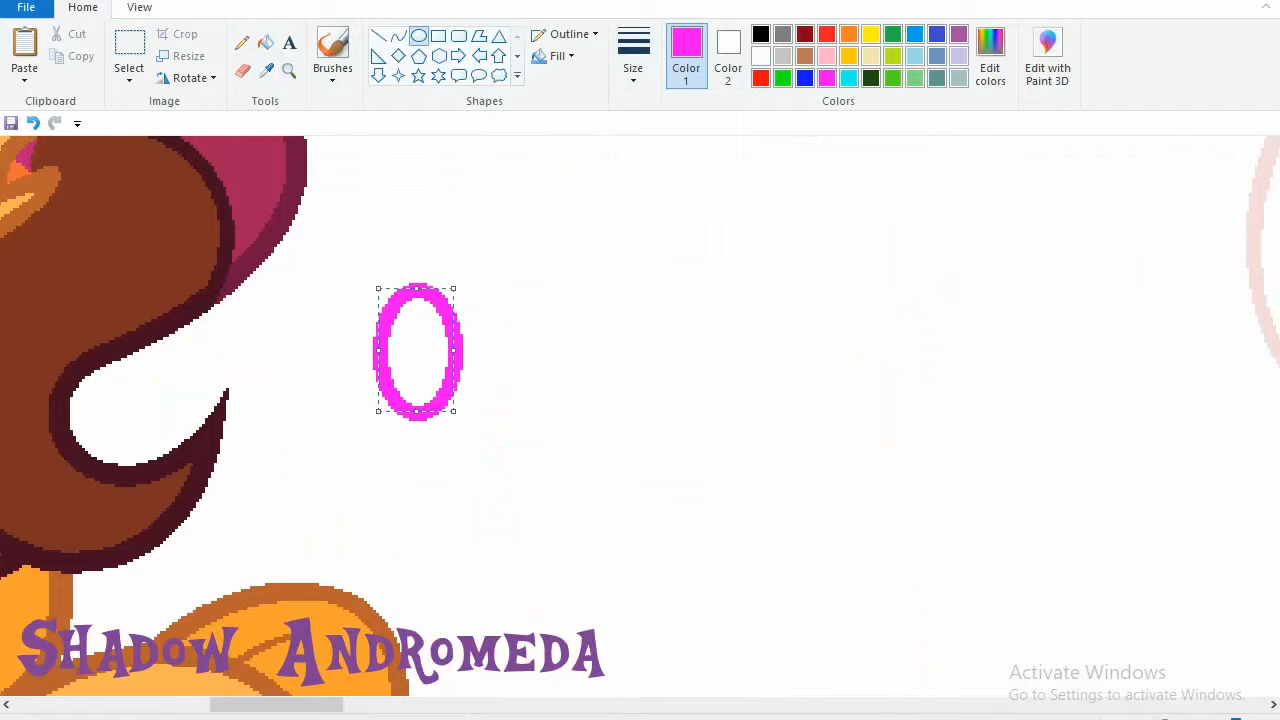 File Home View
Paste
Cut
Copy
Clipboard
Select
Crop
Resize
Rotate
Image
A
Tools
Brushes
Shapes
Outline
Fill
Size
Color 1
Color 2
Colors
Edit colors
Edit with Paint 3D
Shadow Andromeda
Activate Windows
Go to Settings to activate Windows.